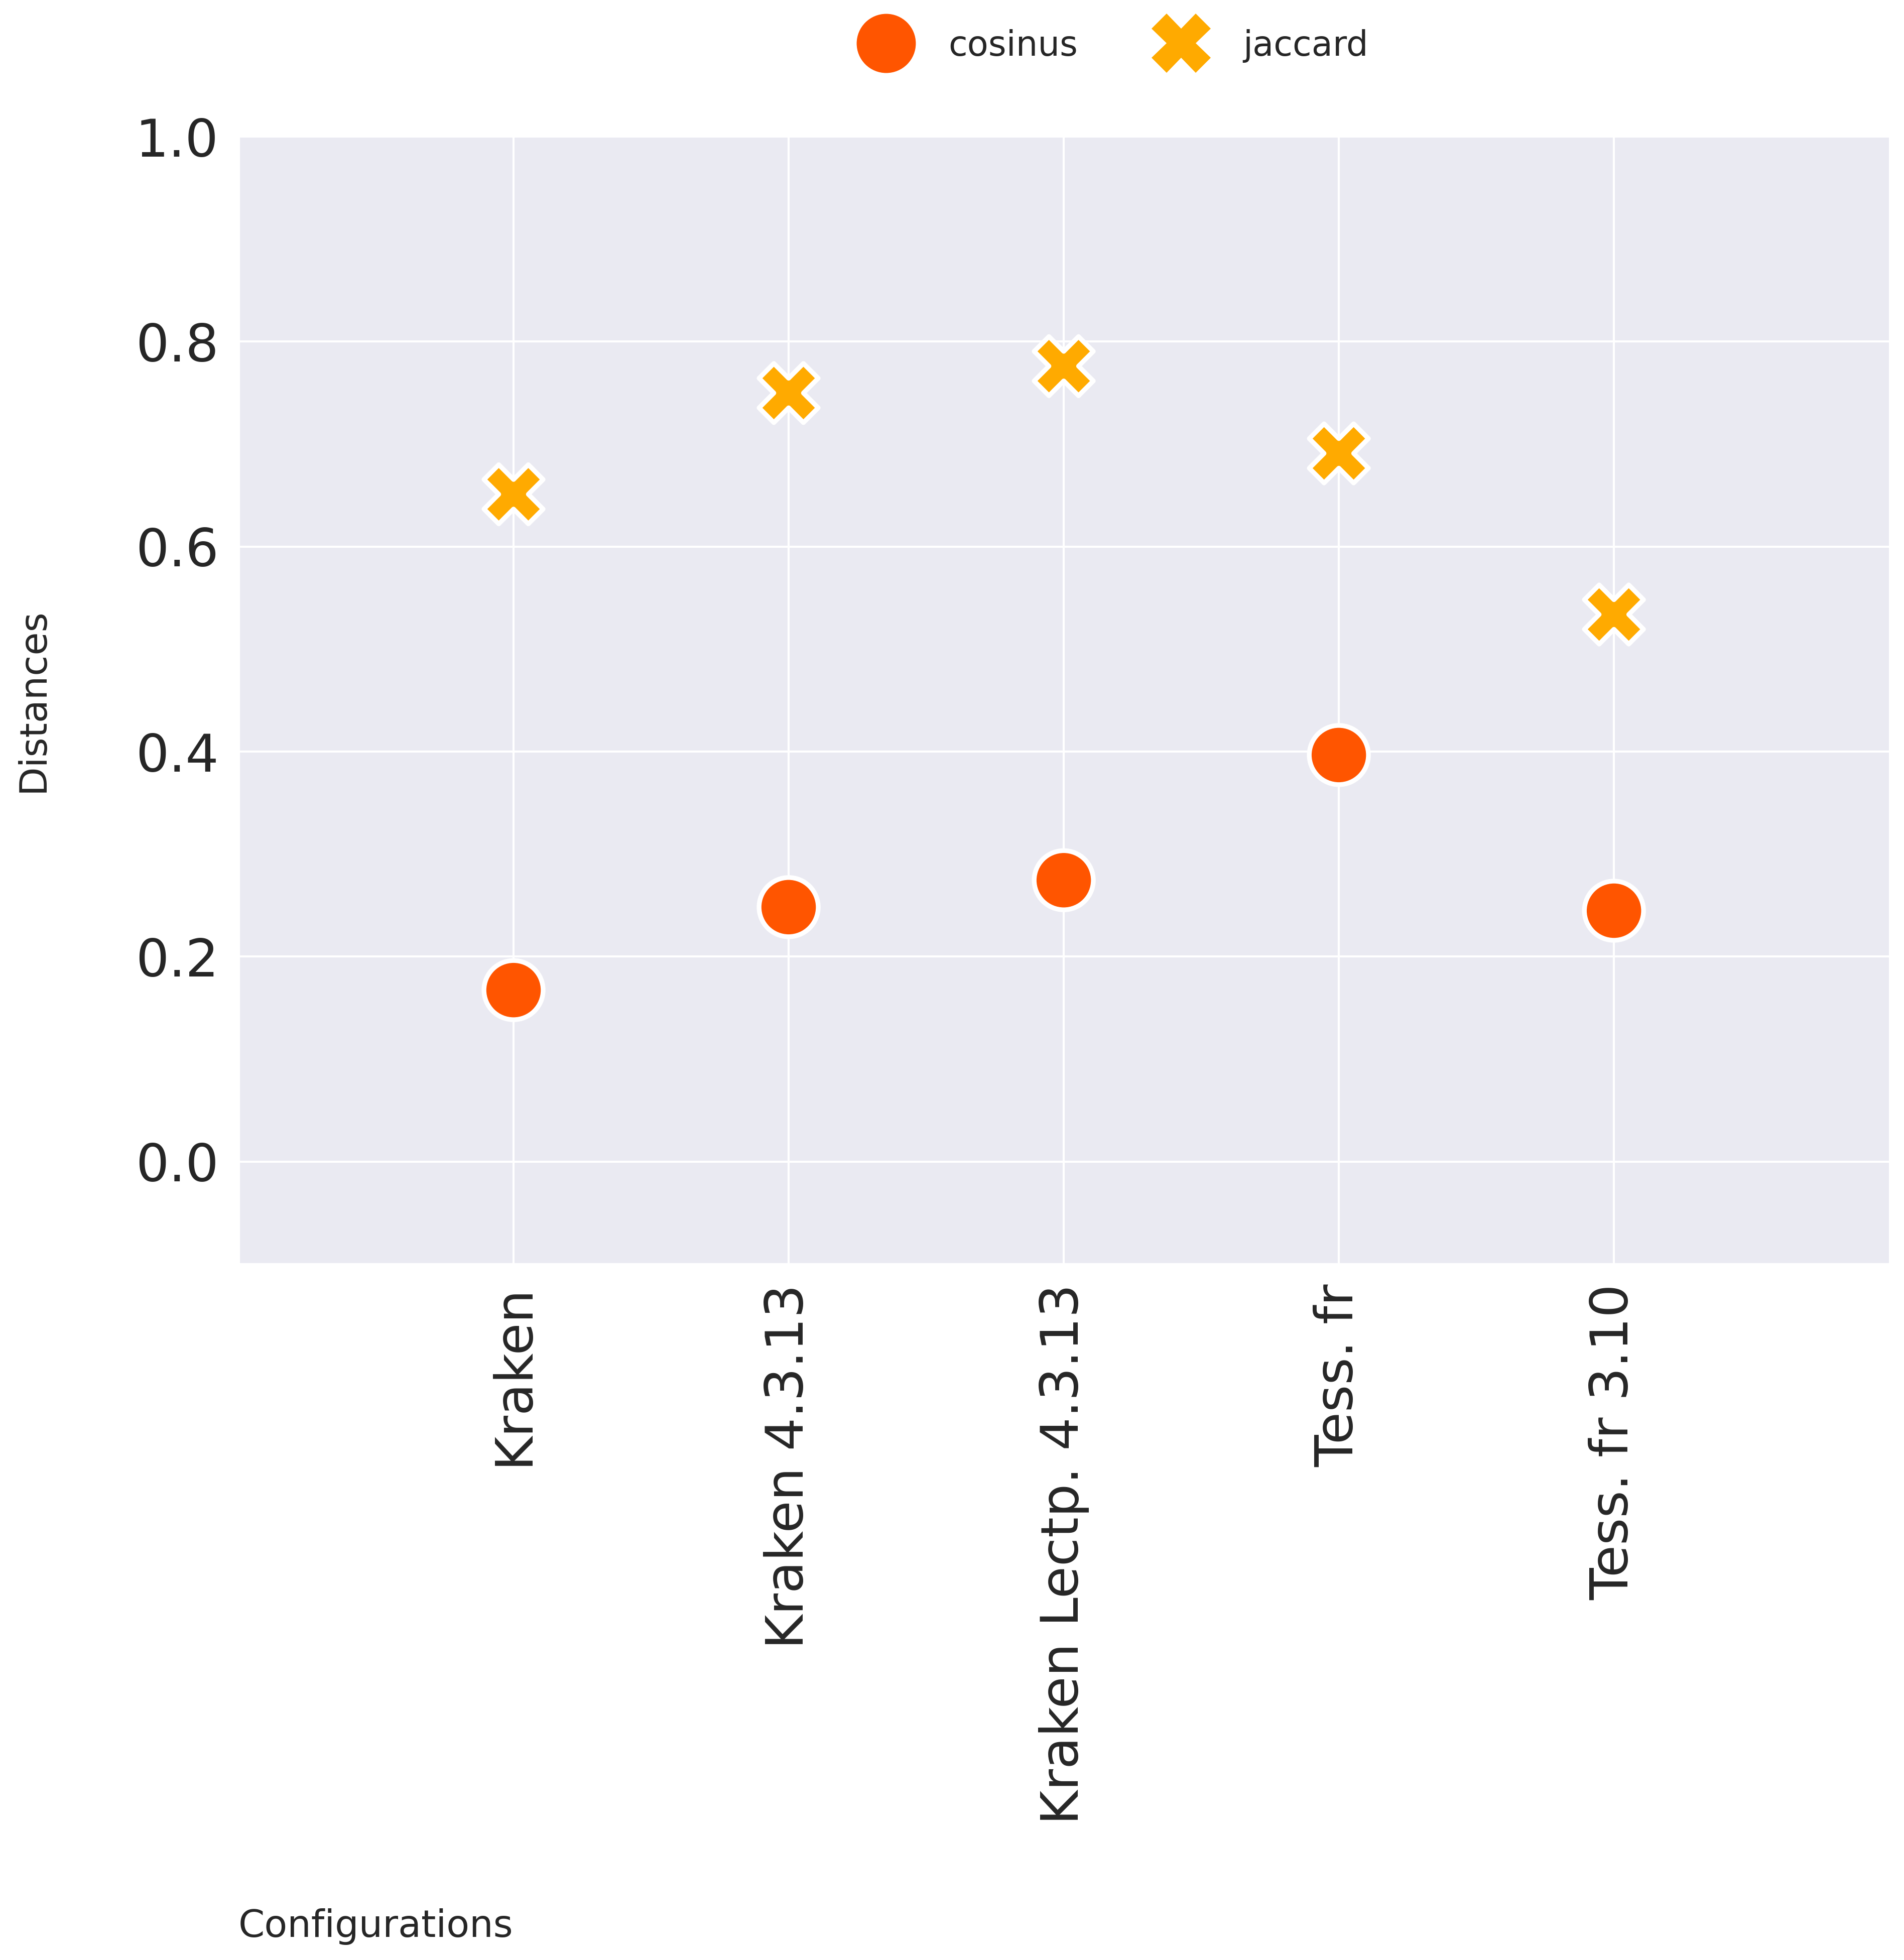 cosinus jaccard
1.0
0.8
0.6
0.4
0.2
0.0
Distances
Kraken
Kraken 4.3.13
Kraken Lectp. 4.3.13
Tess. fr
Tess. fr 3.10
Configurations